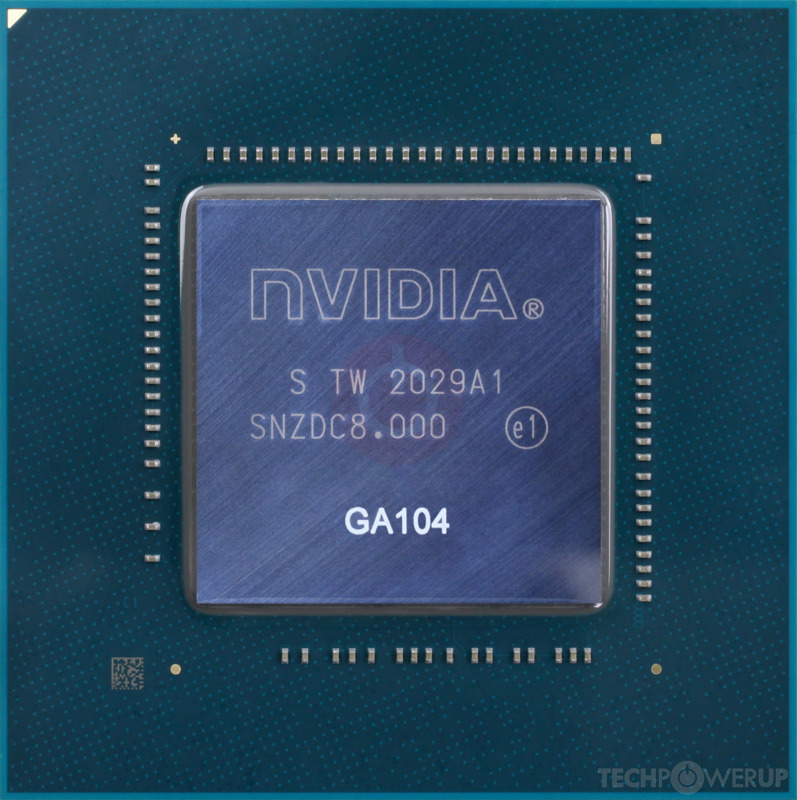 NVIDIA®
S TW 2029A1
SNZDC8.000 e1
GA104
TECHPOWERUP